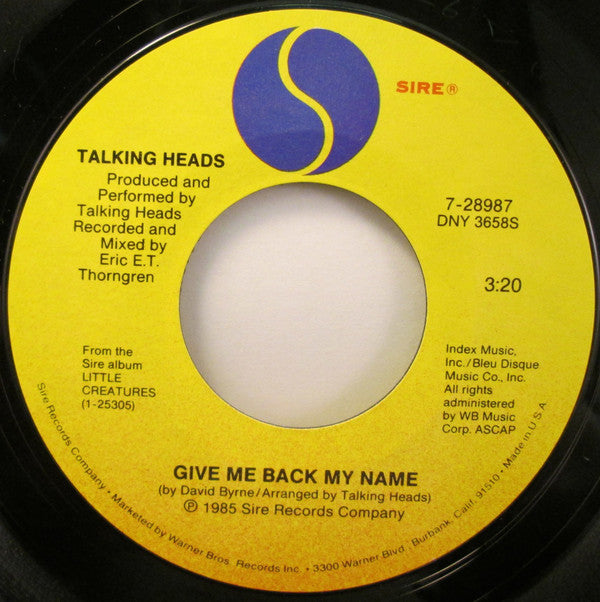 SIRE®
TALKING HEADS
Produced and
Performed by
Talking Heads
Recorded and
Mixed by
Eric E.T.
Thorngren
7-28987
DNY 3658S
3:20
From the
Sire album
LITTLE
CREATURES
(1-25305)
Index Music,
Inc./Bleu Disque
Music Co., Inc.
All rights
administered
by WB Music
Corp. ASCAP
GIVE ME BACK MY NAME
(by David Byrne/Arranged by Talking Heads)
℗ 1985 Sire Records Company
Sire Records Company • Marketed by Warner Bros. Records Inc. • 3300 Warner Blvd., Burbank, Calif. 91510 • Made in U.S.A.